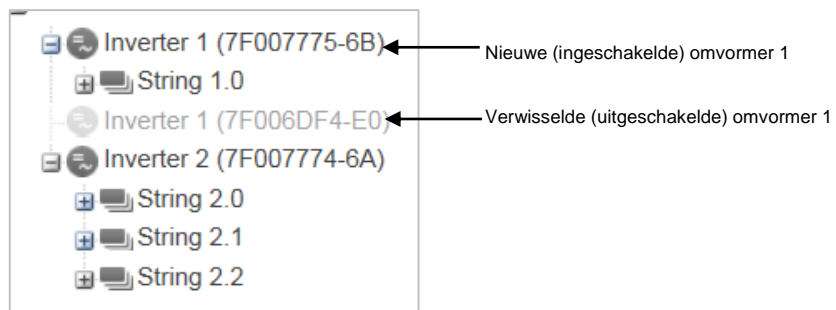 Inverter 1 (7F007775-6B)
Nieuwe (ingeschakelde) omvormer 1
String 1.0
Inverter 1 (7F006DF4-E0)
Verwisselde (uitgeschakelde) omvormer 1
Inverter 2 (7F007774-6A)
String 2.0
String 2.1
String 2.2